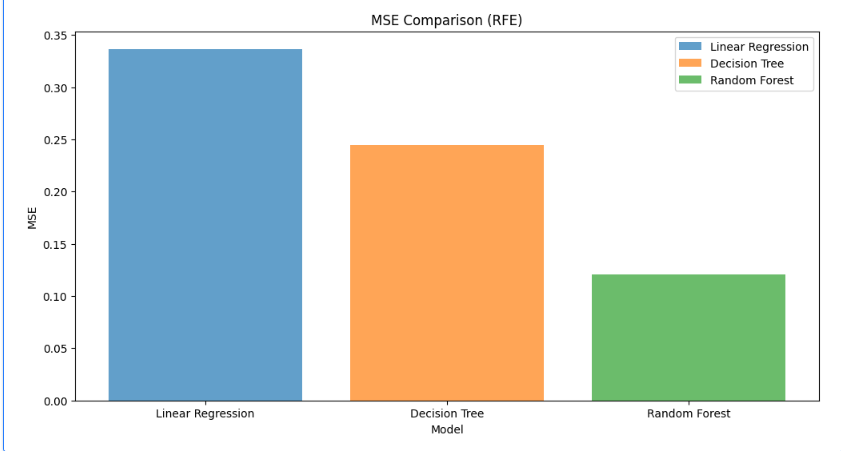 MSE Comparison (RFE)
Linear Regression
Decision Tree
Random Forest
0.35
0.30
0.25
0.20
0.15
0.10
0.05
0.00
MSE
Linear Regression Decision Tree Random Forest
Model